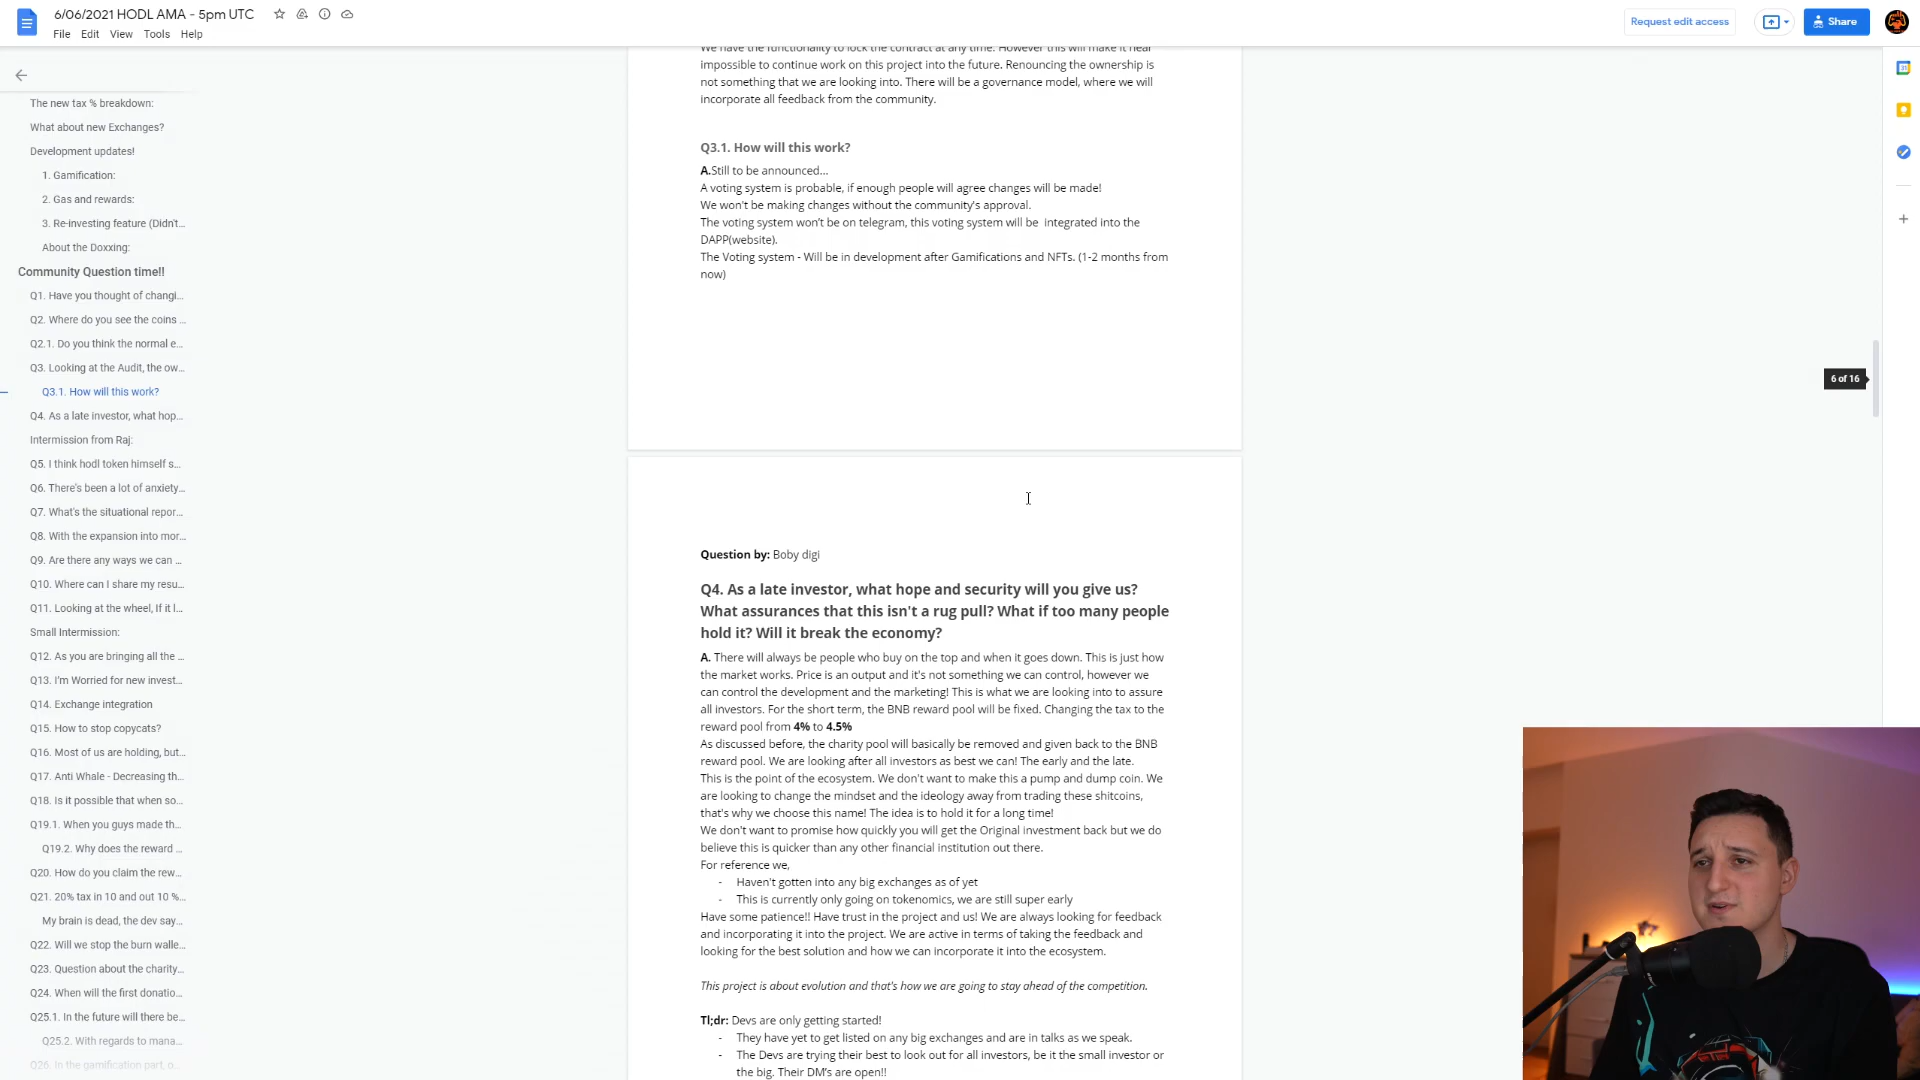 6/06/2021 HODL AMA - 5pm UTC
File Edit View Tools Help
Request edit access
Share
The new tax % breakdown:
What about new Exchanges?
Development updates!
1. Gamification:
2. Gas and rewards:
3. Re-investing feature (Didn't...
About the Doxxing:
Community Question time!!
Q1. Have you thought of changi...
Q2. Where do you see the coins ...
Q2.1. Do you think the normal e...
Q3. Looking at the Audit, the ow...
Q3.1. How will this work?
Q4. As a late investor, what hop...
Intermission from Raj:
Q5. I think hodl token himself s...
Q6. There's been a lot of anxiety...
Q7. What's the situational repor...
Q8. With the expansion into mor...
Q9. Are there any ways we can ...
Q10. Where can I share my resu...
Q11. Looking at the wheel, If it l...
Small Intermission:
Q12. As you are bringing all the ...
Q13. I'm Worried for new invest...
Q14. Exchange integration
Q15. How to stop copycats?
Q16. Most of us are holding, but...
Q17. Anti Whale - Decreasing th...
Q18. Is it possible that when so...
Q19.1. When you guys made th...
Q19.2. Why does the reward ...
Q20. How do you claim the rew...
Q21. 20% tax in 10 and out 10 %...
My brain is dead, the dev say...
Q22. Will we stop the burn walle...
Q23. Question about the charity...
Q24. When will the first donatio...
Q25.1. In the future will there be...
Q25.2. With regards to mana...
Q26. In the gamification part, o...
We have the functionality to lock the contract at any time. However this will make it near
impossible to continue work on this project into the future. Renouncing the ownership is
not something that we are looking into. There will be a governance model, where we will
incorporate all feedback from the community.
Q3.1. How will this work?
A.Still to be announced...
A voting system is probable, if enough people will agree changes will be made!
We won't be making changes without the community's approval.
The voting system won't be on telegram, this voting system will be  integrated into the
DAPP(website).
The Voting system - Will be in development after Gamifications and NFTs. (1-2 months from
now)
6 of 16
Question by: Boby digi
Q4. As a late investor, what hope and security will you give us?
What assurances that this isn't a rug pull? What if too many people
hold it? Will it break the economy?
A. There will always be people who buy on the top and when it goes down. This is just how
the market works. Price is an output and it's not something we can control, however we
can control the development and the marketing! This is what we are looking into to assure
all investors. For the short term, the BNB reward pool will be fixed. Changing the tax to the
reward pool from 4% to 4.5%
As discussed before, the charity pool will basically be removed and given back to the BNB
reward pool. We are looking after all investors as best we can! The early and the late.
This is the point of the ecosystem. We don't want to make this a pump and dump coin. We
are looking to change the mindset and the ideology away from trading these shitcoins,
that's why we choose this name! The idea is to hold it for a long time!
We don't want to promise how quickly you will get the Original investment back but we do
believe this is quicker than any other financial institution out there.
For reference we,
- Haven't gotten into any big exchanges as of yet
- This is currently only going on tokenomics, we are still super early
Have some patience!! Have trust in the project and us! We are always looking for feedback
and incorporating it into the project. We are active in terms of taking the feedback and
looking for the best solution and how we can incorporate it into the ecosystem.
This project is about evolution and that's how we are going to stay ahead of the competition.
Tl;dr: Devs are only getting started!
- They have yet to get listed on any big exchanges and are in talks as we speak.
- The Devs are trying their best to look out for all investors, be it the small investor or
the big. Their DM's are open!!